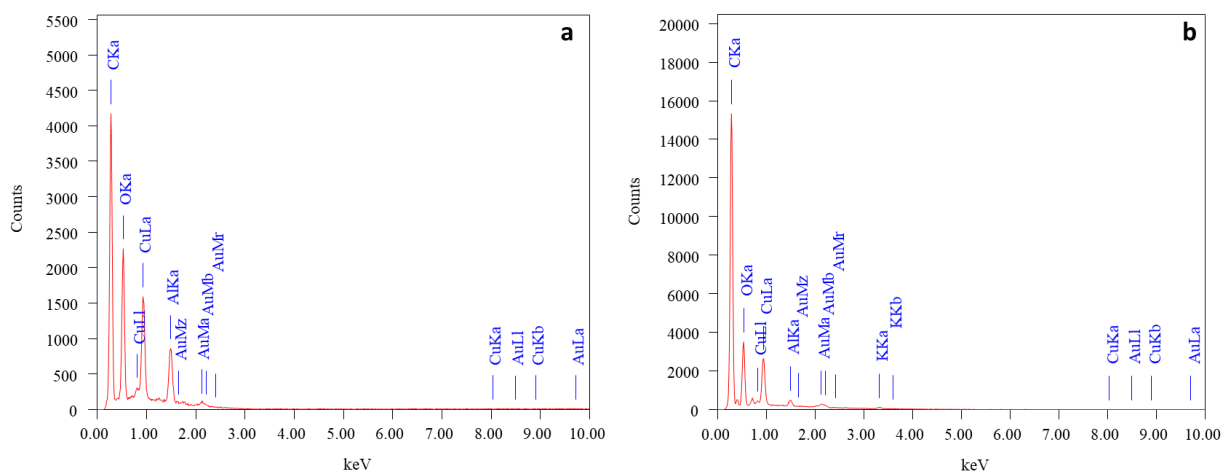 a
5500
5000
4500
4000
3500
3000
2500
2000
1500
1000
500
0
Counts
CKa
OKa
CuLl
CuLa
AlKa
AuMz
AuMa
AuMb
AuMr
CuKa
AuLl
CuKb
AuLa
0.00 1.00 2.00 3.00 4.00 5.00 6.00 7.00 8.00 9.00 10.00
keV
b
20000
18000
16000
14000
12000
10000
8000
6000
4000
2000
0
Counts
CKa
OKa
CuLl
CuLa
AlKa
AuMz
AuMa
AuMb
AuMr
KKa
KKb
CuKa
AuLl
CuKb
AuLa
0.00 1.00 2.00 3.00 4.00 5.00 6.00 7.00 8.00 9.00 10.00
keV